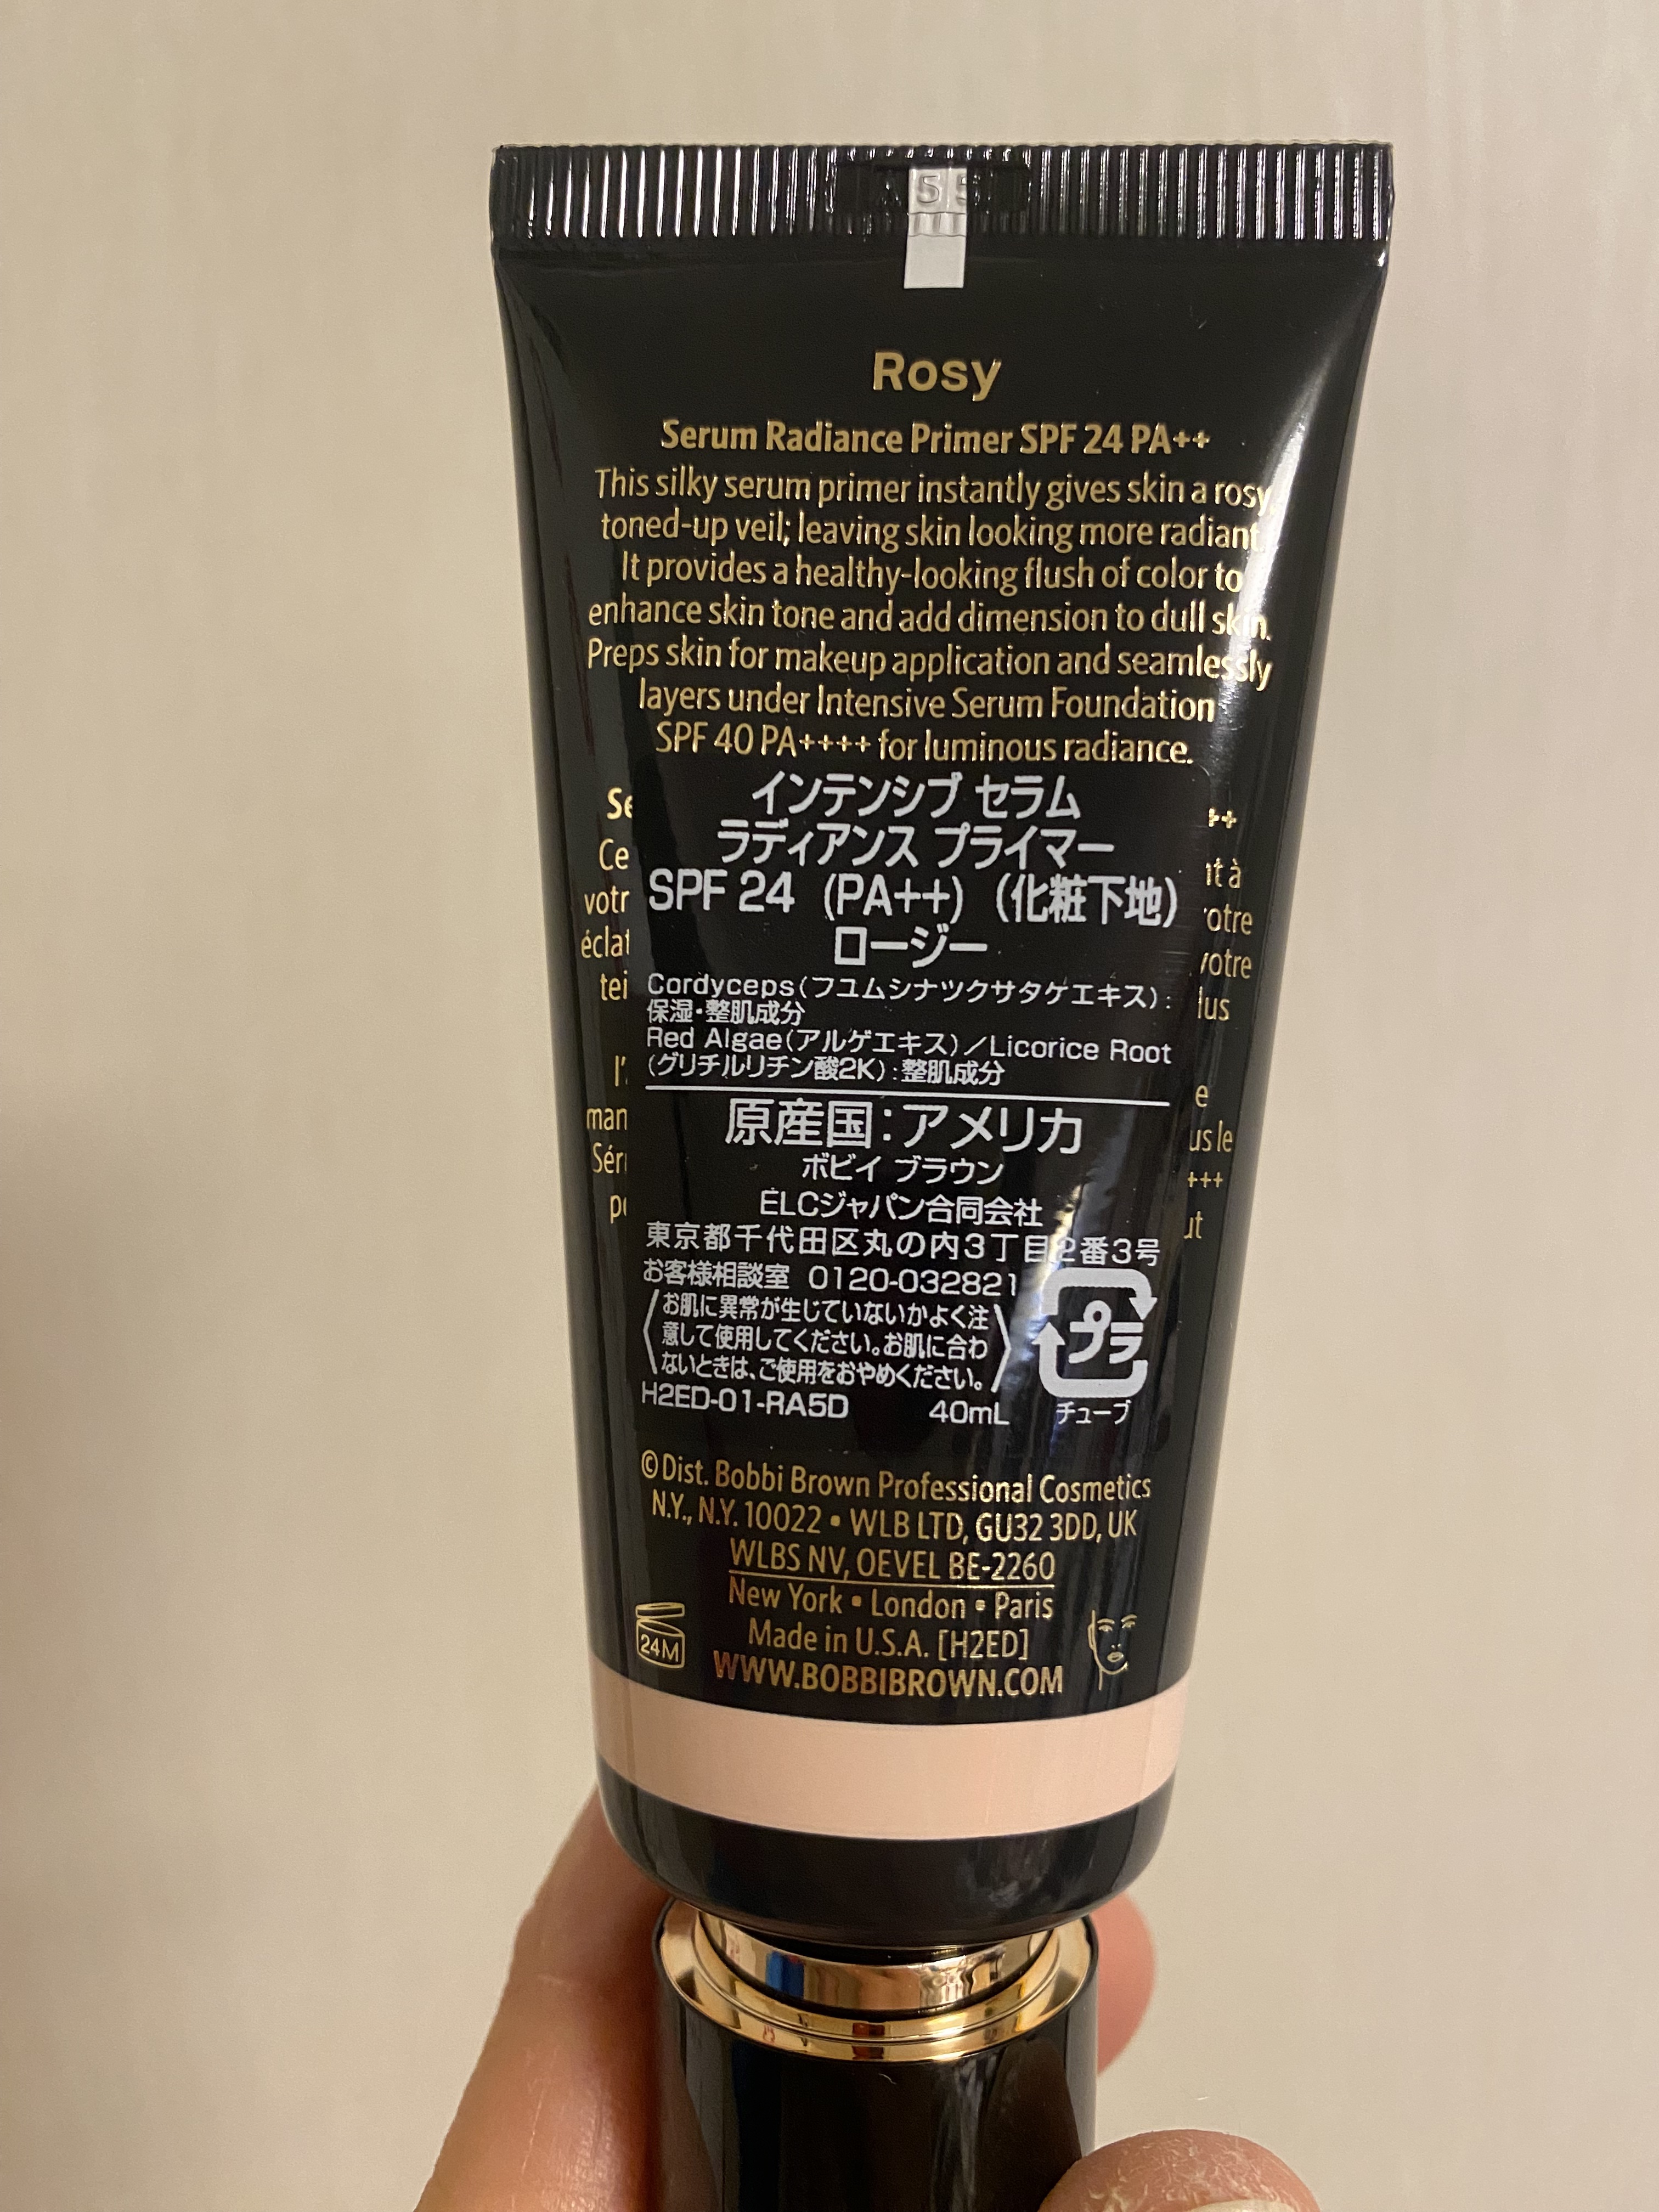 Rosy
Serum Radiance Primer SPF 24 PA++
This silky serum primer instantly gives skin a rosy,
toned-up veil; leaving skin looking more radiant.
It provides a healthy-looking flush of color to
enhance skin tone and add dimension to dull skin.
Preps skin for makeup application and seamlessly
layers under Intensive Serum Foundation
SPF 40 PA++++ for luminous radiance.
インテンシブ セラム
ラディアンス プライマー
SPF 24 (PA++) (化粧下地)
ロージー
Cordyceps(フユムシナツクサタケエキス):
保湿・整肌成分
Red Algae(アルゲエキス)/Licorice Root
(グリチルリチン酸2K):整肌成分
原産国:アメリカ
ボビイ ブラウン
ELCジャパン合同会社
東京都千代田区丸の内3丁目2番3号
お客様相談室 0120-032821
お肌に異常が生じていないかよく注
意して使用してください。お肌に合わ
ないときは、ご使用をおやめください。
プラ
チューブ
H2ED-01-RA5D 40mL
©Dist. Bobbi Brown Professional Cosmetics
N.Y., N.Y. 10022 • WLB LTD, GU32 3DD, UK
WLBS NV, OEVEL BE-2260
New York • London • Paris
Made in U.S.A. [H2ED]
24M
WWW.BOBBIBROWN.COM